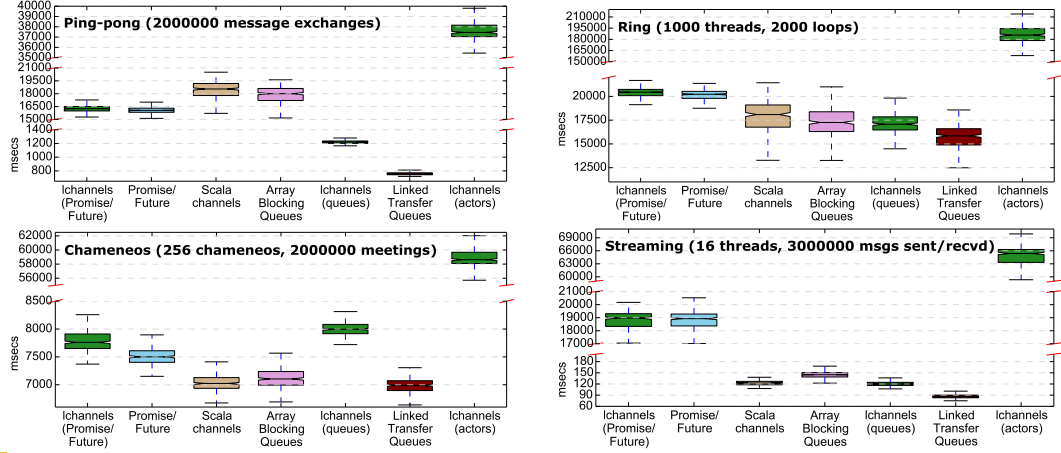 Ping-pong (2000000 message exchanges)
40000
39000
38000
37000
36000
35000
21000
19500
18000
16500
15000
1400
1200
1000
800
msecs
lchannels (Promise/ Future)
Promise/ Future
Scala channels
Array Blocking Queues
lchannels (queues)
Linked Transfer Queues
lchannels (actors)
Ring (1000 threads, 2000 loops)
210000
195000
180000
165000
150000
20000
17500
15000
12500
msecs
lchannels (Promise/ Future)
Promise/ Future
Scala channels
Array Blocking Queues
lchannels (queues)
Linked Transfer Queues
lchannels (actors)
Chameneos (256 chameneos, 2000000 meetings)
62000
60000
58000
56000
8500
8000
7500
7000
msecs
lchannels (Promise/ Future)
Promise/ Future
Scala channels
Array Blocking Queues
lchannels (queues)
Linked Transfer Queues
lchannels (actors)
Streaming (16 threads, 3000000 msgs sent/recvd)
69000
66000
63000
60000
21000
20000
19000
18000
17000
180
150
120
90
60
msecs
lchannels (Promise/ Future)
Promise/ Future
Scala channels
Array Blocking Queues
lchannels (queues)
Linked Transfer Queues
lchannels (actors)